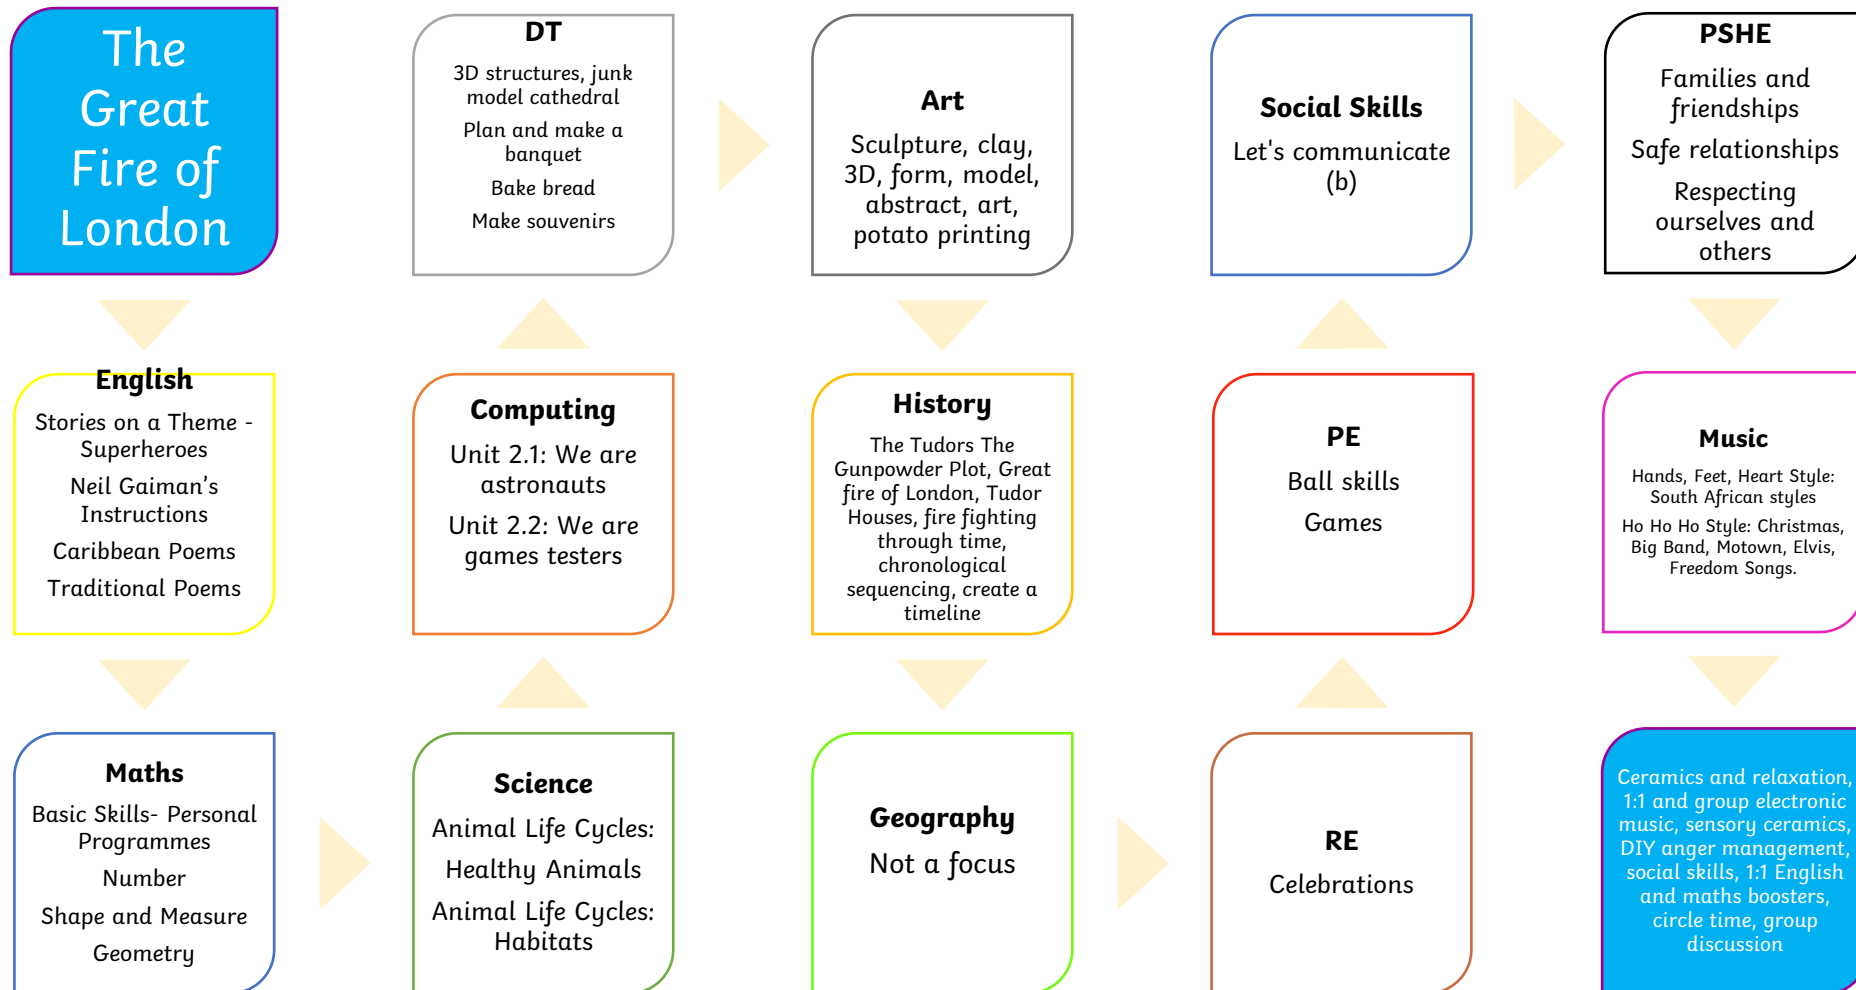 The
Great
Fire of
London
English
Stories on a Theme -
Superheroes
Neil Gaiman's
Instructions
Caribbean Poems
Traditional Poems
Maths
Basic Skills- Personal
Programmes
Number
Shape and Measure
Geometry
Science
Animal Life Cycles:
Healthy Animals
Animal Life Cycles:
Habitats
Computing
Unit 2.1: We are
astronauts
Unit 2.2: We are
games testers
DT
3D structures, junk
model cathedral
Plan and make a
banquet
Bake bread
Make souvenirs
Art
Sculpture, clay,
3D, form, model,
abstract, art,
potato printing
History
The Tudors The
Gunpowder Plot, Great
fire of London, Tudor
Houses, fire fighting
through time,
chronological
sequencing, create a
timeline
Geography
Not a focus
RE
Celebrations
PE
Ball skills
Games
Social Skills
Let's communicate
(b)
PSHE
Families and
friendships
Safe relationships
Respecting
ourselves and
others
Music
Hands, Feet, Heart Style:
South African styles
Ho Ho Ho Style: Christmas,
Big Band, Motown, Elvis,
Freedom Songs.
Ceramics and relaxation,
1:1 and group electronic
music, sensory ceramics,
DIY anger management,
social skills, 1:1 English
and maths boosters,
circle time, group
discussion